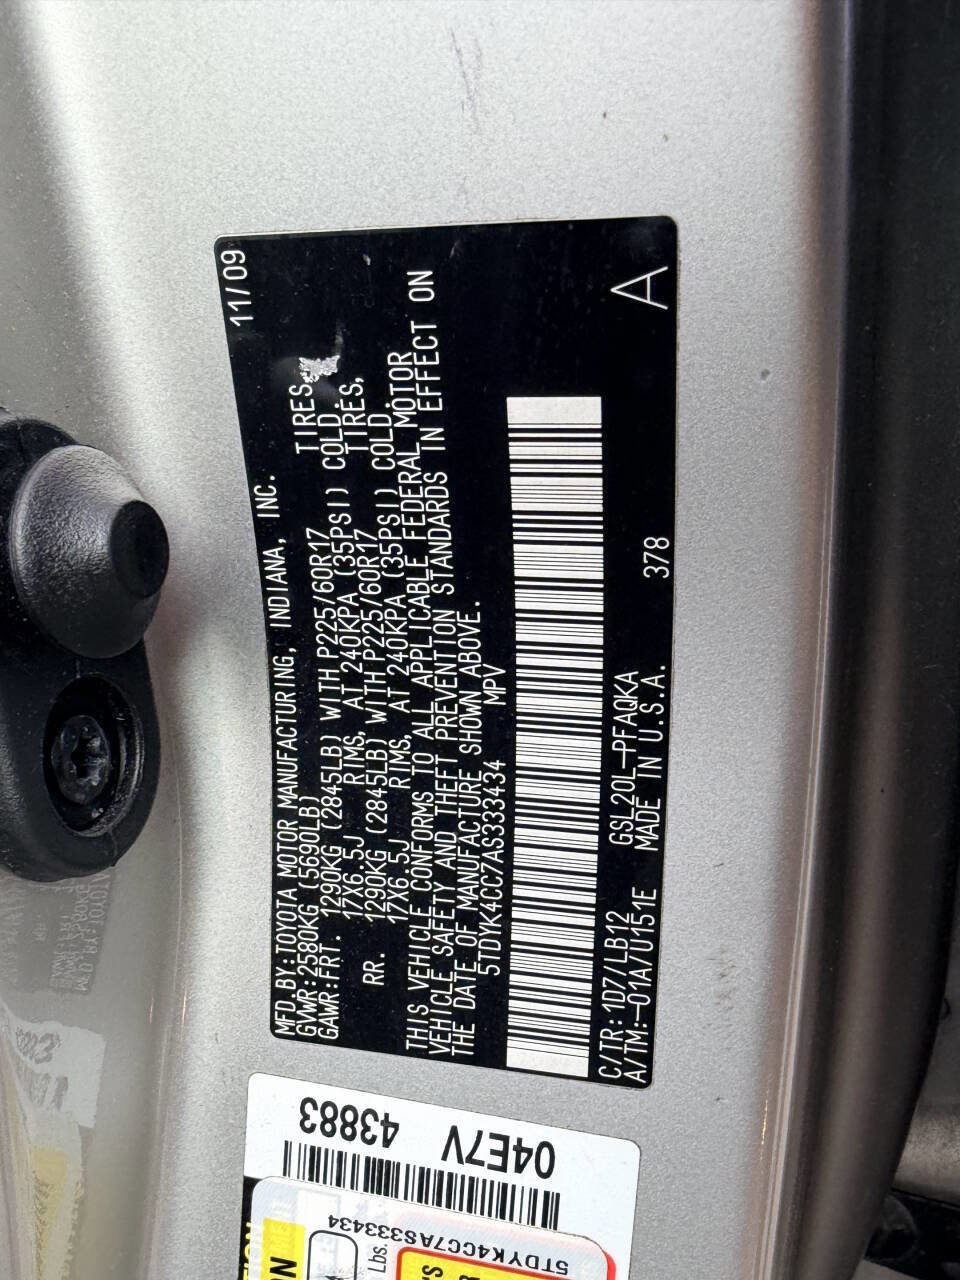 11/09
MFD.BY:TOYOTA MOTOR MANUFACTURING, INDIANA, INC.
GVWR:2580KG (5690LB)
GAWR:FRT. 1290KG (2845LB) WITH P225/60R17 TIRES,
17X6.5J RIMS, AT 240KPA (35PSI) COLD.
RR. 1290KG (2845LB) WITH P225/60R17 TIRES,
17X6.5J RIMS, AT 240KPA (35PSI) COLD.
THIS VEHICLE CONFORMS TO ALL APPLICABLE FEDERAL MOTOR
VEHICLE SAFETY AND THEFT PREVENTION STANDARDS IN EFFECT ON
THE DATE OF MANUFACTURE SHOWN ABOVE.
5TDYK4CC7AS333434 MPV
C/TR:1D7/LB12 GSL20L-PFAQKA 378 A
A/TM:-01A/U151E MADE IN U.S.A.
04E7V 43883
5TDYK4CC7AS333434
Lbs.